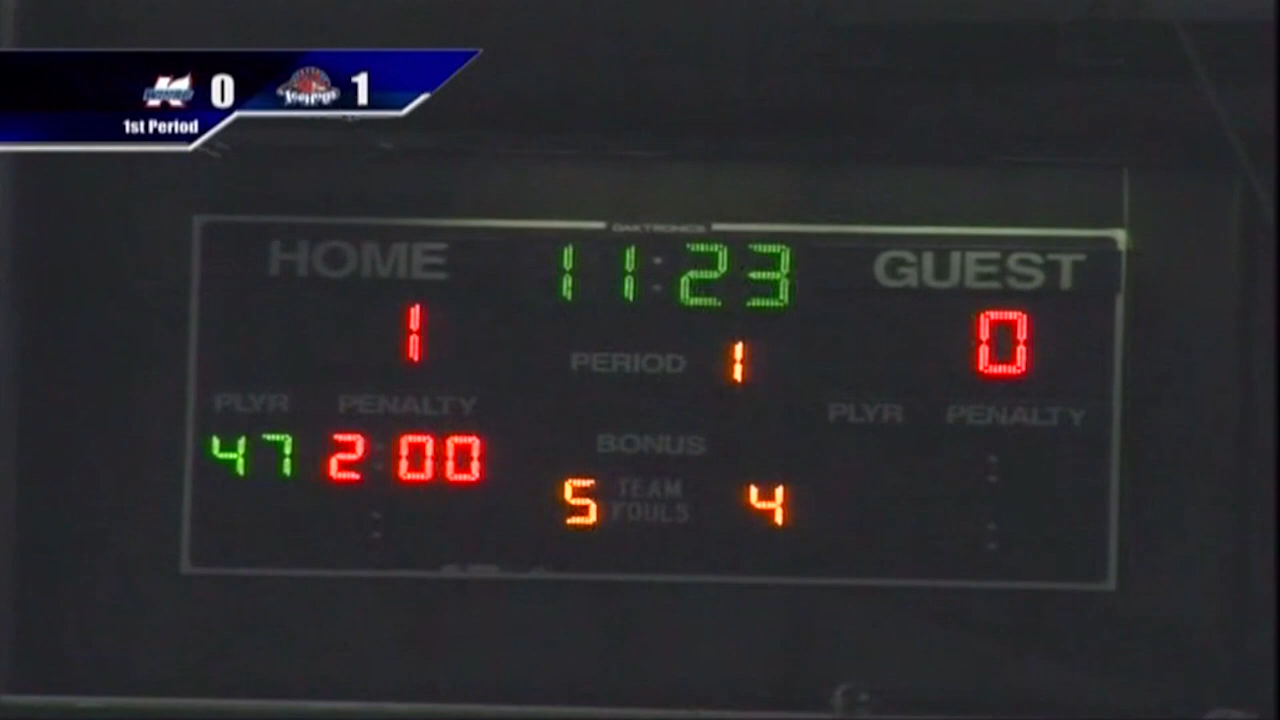 0 1
1st Period
DAKTRONICS
HOME 11:23 GUEST
1 PERIOD 1 0
PLYR PENALTY PLYR PENALTY
47 2:00 BONUS
5 TEAM FOULS 4